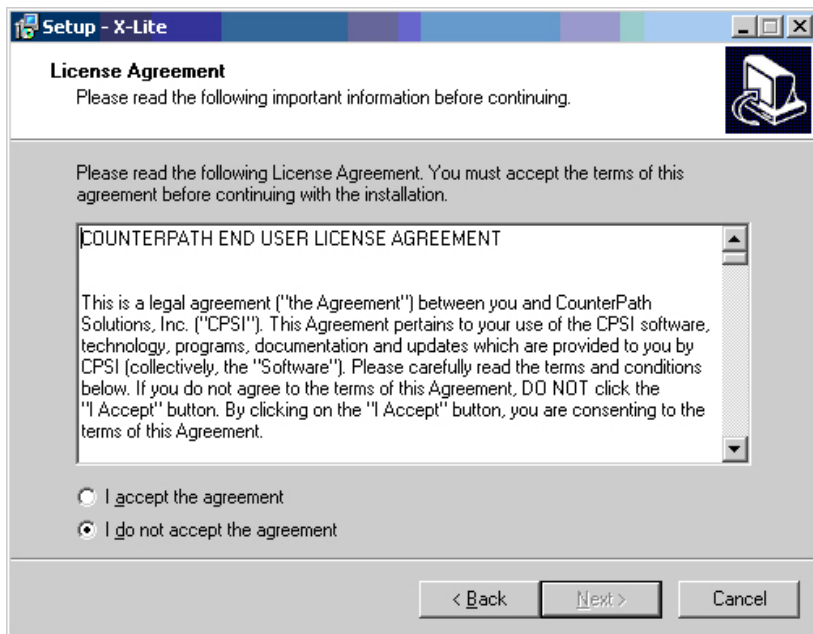 Setup - X-Lite
License Agreement
Please read the following important information before continuing.
Please read the following License Agreement. You must accept the terms of this
agreement before continuing with the installation.
COUNTERPATH END USER LICENSE AGREEMENT
This is a legal agreement ("the Agreement") between you and CounterPath
Solutions, Inc. ("CPSI"). This Agreement pertains to your use of the CPSI software,
technology, programs, documentation and updates which are provided to you by
CPSI (collectively, the "Software"). Please carefully read the terms and conditions
below. If you do not agree to the terms of this Agreement, DO NOT click the
"I Accept" button. By clicking on the "I Accept" button, you are consenting to the
terms of this Agreement.
I accept the agreement
I do not accept the agreement
< Back Next > Cancel